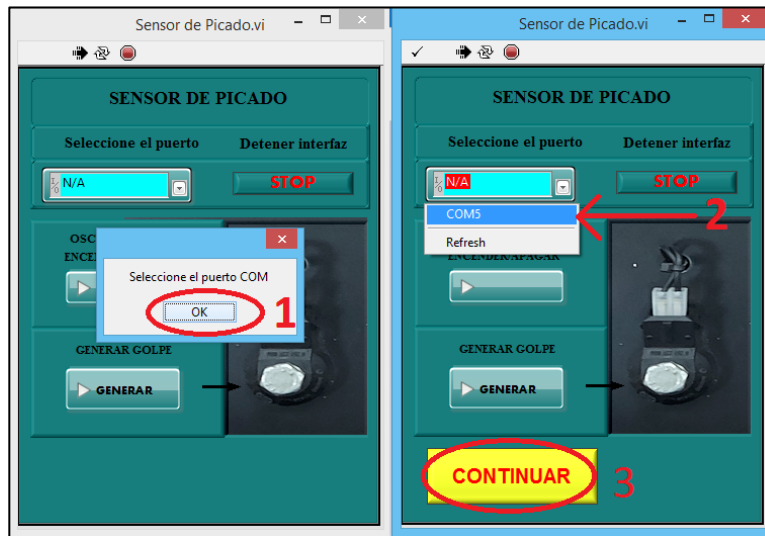 Sensor de Picado.vi
SENSOR DE PICADO
Seleccione el puerto
Detener interfaz
N/A
STOP
OSC
ENCE
Seleccione el puerto COM
OK
1
GENERAR GOLPE
GENERAR
Sensor de Picado.vi
SENSOR DE PICADO
Seleccione el puerto
Detener interfaz
N/A
STOP
COM5
2
Refresh
ENCENDER/APAGAR
GENERAR GOLPE
GENERAR
CONTINUAR
3